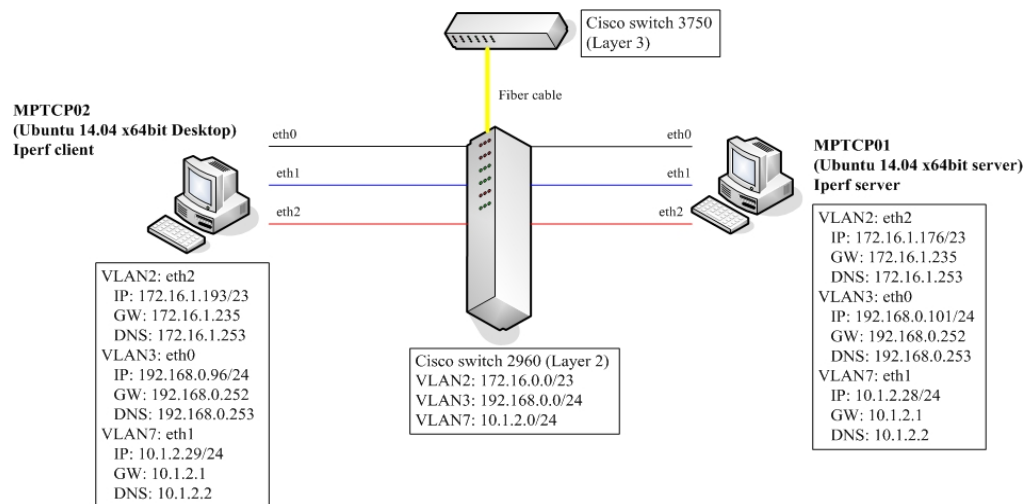 Cisco switch 3750
(Layer 3)
Fiber cable
MPTCP02
(Ubuntu 14.04 x64bit Desktop)
Iperf client
eth0
eth1
eth2
eth0
eth1
eth2
MPTCP01
(Ubuntu 14.04 x64bit server)
Iperf server
VLAN2: eth2
IP: 172.16.1.193/23
GW: 172.16.1.235
DNS: 172.16.1.253
VLAN3: eth0
IP: 192.168.0.96/24
GW: 192.168.0.252
DNS: 192.168.0.253
VLAN7: eth1
IP: 10.1.2.29/24
GW: 10.1.2.1
DNS: 10.1.2.2
Cisco switch 2960 (Layer 2)
VLAN2: 172.16.0.0/23
VLAN3: 192.168.0.0/24
VLAN7: 10.1.2.0/24
VLAN2: eth2
IP: 172.16.1.176/23
GW: 172.16.1.235
DNS: 172.16.1.253
VLAN3: eth0
IP: 192.168.0.101/24
GW: 192.168.0.252
DNS: 192.168.0.253
VLAN7: eth1
IP: 10.1.2.28/24
GW: 10.1.2.1
DNS: 10.1.2.2